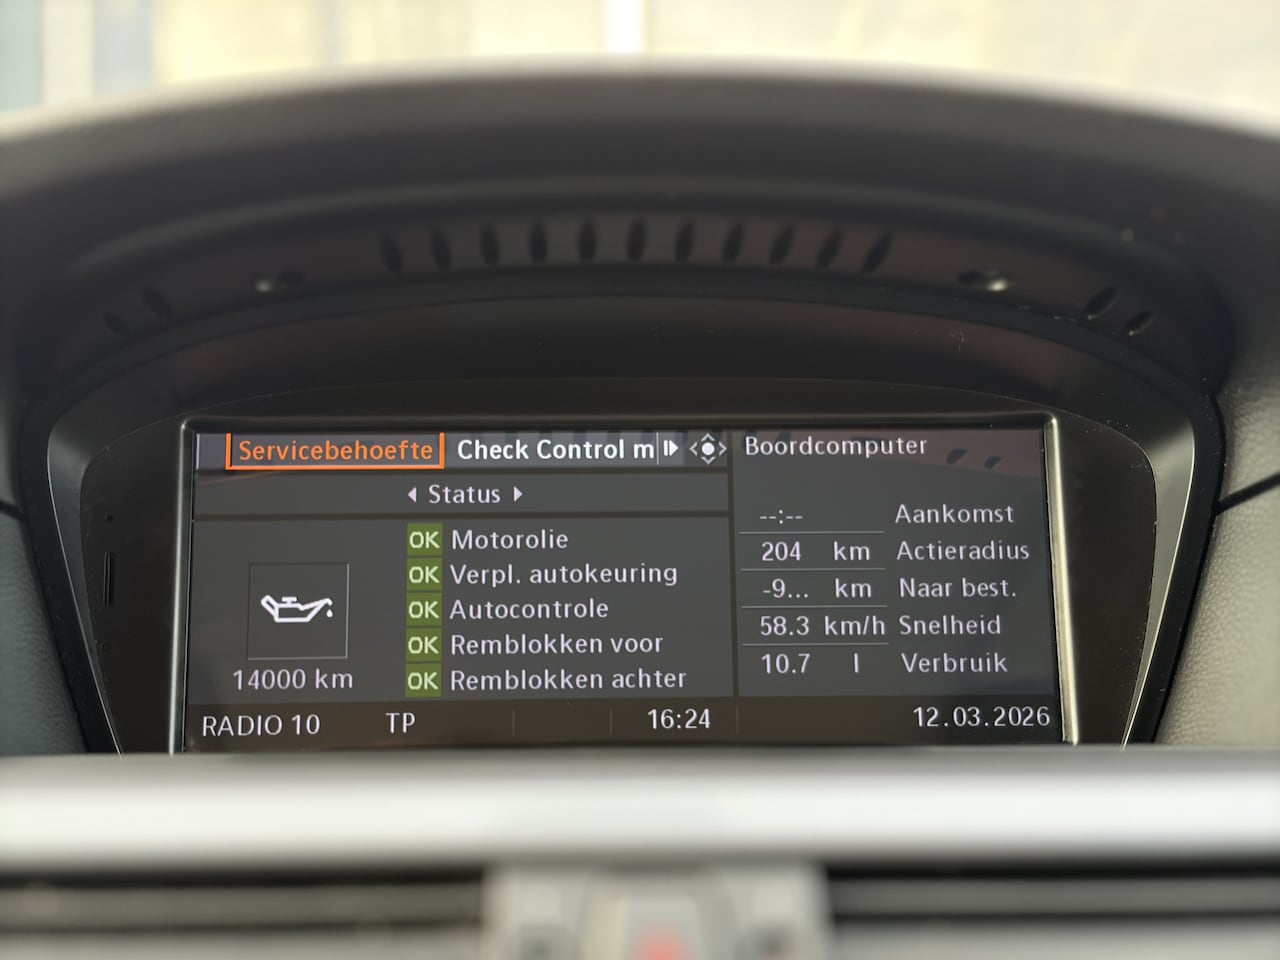 Servicebehoefte Check Control m
Status
OK Motorolie
OK Verpl. autokeuring
OK Autocontrole
OK Remblokken voor
OK Remblokken achter
14000 km
Boordcomputer
--:-- Aankomst
204 km Actieradius
-9... km Naar best.
58.3 km/h Snelheid
10.7 l Verbruik
RADIO 10 TP 16:24 12.03.2026